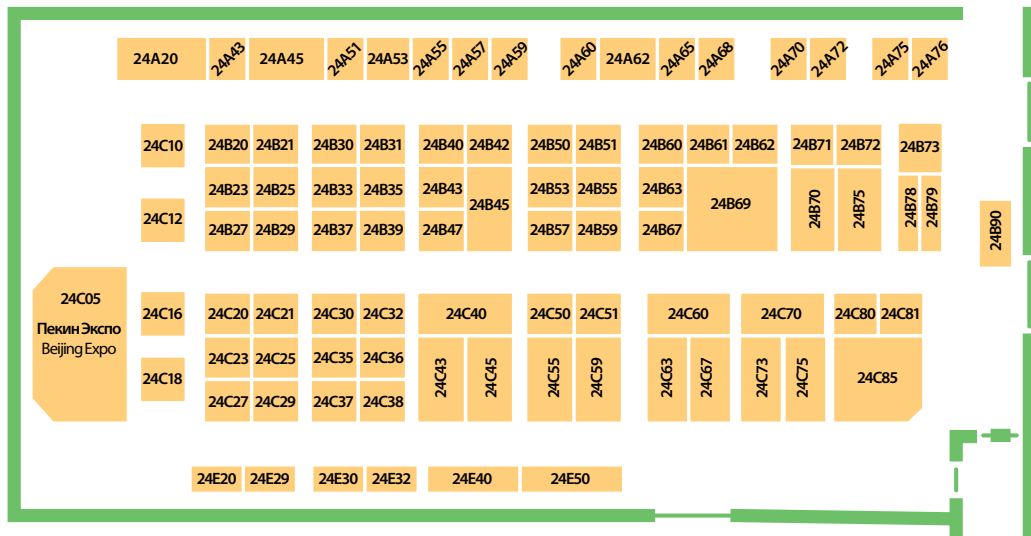 24A20 24A43 24A45 24A51 24A53 24A55 24A57 24A59 24A60 24A62 24A65 24A68 24A70 24A72 24A75 24A76
24C10 24B20 24B21 24B30 24B31 24B40 24B42 24B50 24B51 24B60 24B61 24B62 24B71 24B72 24B73
24B23 24B25 24B33 24B35 24B43 24B45 24B53 24B55 24B63 24B69 24B70 24B75 24B78 24B79
24C12 24B27 24B29 24B37 24B39 24B47 24B57 24B59 24B67 24B90
24C05
Пекин Экспо
Beijing Expo
24C16 24C20 24C21 24C30 24C32 24C40 24C50 24C51 24C60 24C70 24C80 24C81
24C23 24C25 24C35 24C36 24C43 24C45 24C55 24C59 24C63 24C67 24C73 24C75 24C85
24C18 24C27 24C29 24C37 24C38
24E20 24E29 24E30 24E32 24E40 24E50